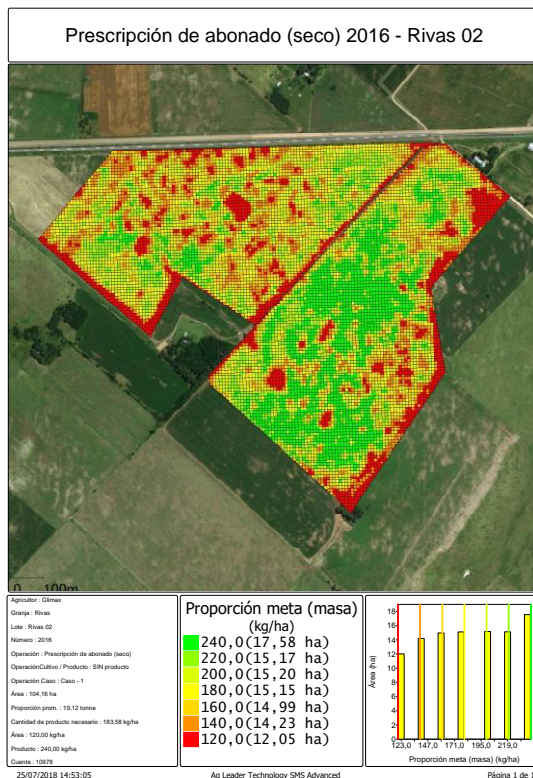 Prescripción de abonado (seco) 2016 - Rivas 02
0 100m
Agricultor : Glimax
Granja : Rivas
Lote : Rivas 02
Número : 2016
Operación : Prescripción de abonado (seco)
OperaciónCultivo / Producto : SIN producto
Operación Caso : Caso - 1
Área : 104,16 ha
Proporción prom. : 19,12 tonne
Cantidad de producto necesario : 183,58 kg/ha
Área : 120,00 kg/ha
Producto : 240,00 kg/ha
Cuenta : 10978
Proporción meta (masa)
(kg/ha)
240,0(17,58 ha)
220,0(15,17 ha)
200,0(15,20 ha)
180,0(15,15 ha)
160,0(14,99 ha)
140,0(14,23 ha)
120,0(12,05 ha)
Área (ha)
18
16
14
12
10
8
6
4
2
0
123,0 147,0 171,0 195,0 219,0
Proporción meta (masa) (kg/ha)
25/07/2018 14:53:05
Ag Leader Technology SMS Advanced
Página 1 de 1